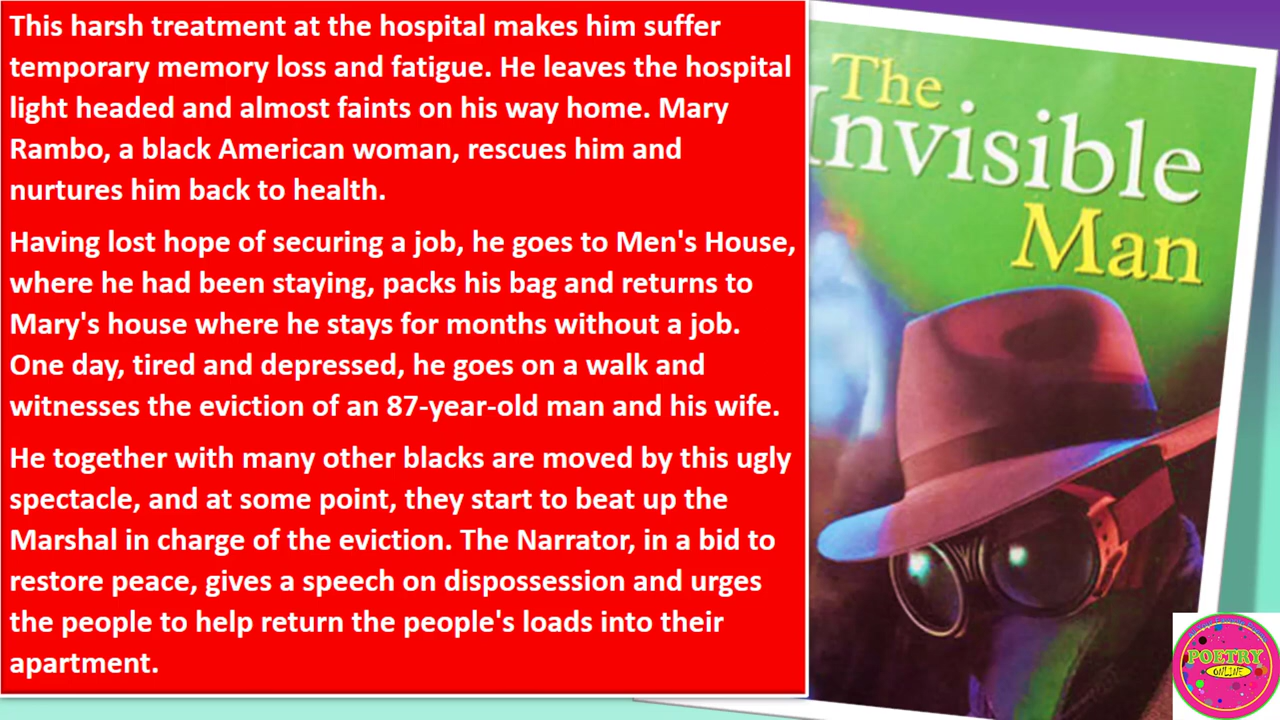 This harsh treatment at the hospital makes him suffer
temporary memory loss and fatigue. He leaves the hospital
light headed and almost faints on his way home. Mary
Rambo, a black American woman, rescues him and
nurtures him back to health.
Having lost hope of securing a job, he goes to Men's House,
where he had been staying, packs his bag and returns to
Mary's house where he stays for months without a job.
One day, tired and depressed, he goes on a walk and
witnesses the eviction of an 87-year-old man and his wife.
He together with many other blacks are moved by this ugly
spectacle, and at some point, they start to beat up the
Marshal in charge of the eviction. The Narrator, in a bid to
restore peace, gives a speech on dispossession and urges
the people to help return the people's loads into their
apartment.
The
Invisible
Man
POETRY
ONLINE